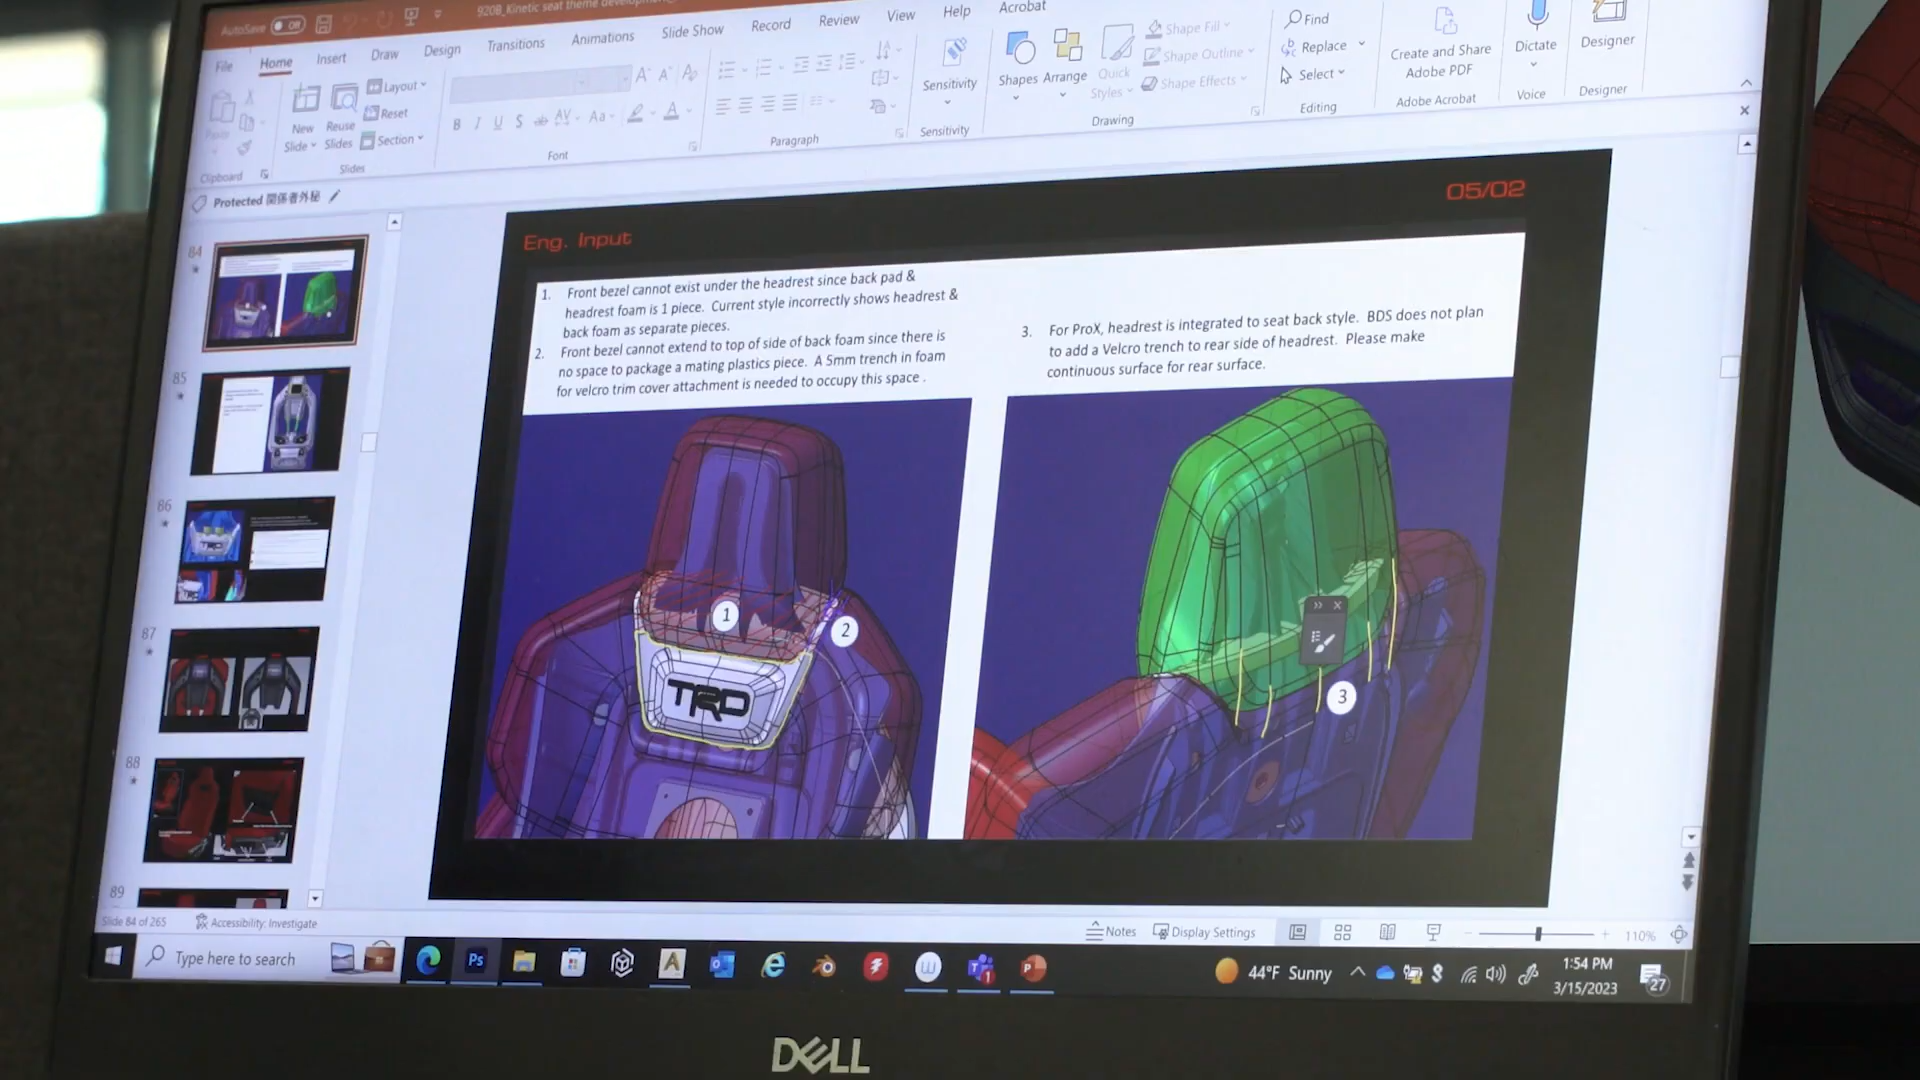 AutoSave Off
920B_Kinetic seat theme development
File Home Insert Draw Design Transitions Animations Slide Show Record Review View Help Acrobat
Paste
Clipboard
New
Slide
Reuse
Slides
Layout
Reset
Section
Slides
B I U S ab AV Aa A
Font
Paragraph
Sensitivity
Sensitivity
Shapes
Arrange
Quick
Styles
Shape Fill
Shape Outline
Shape Effects
Drawing
Find
Replace
Select
Editing
Create and Share
Adobe PDF
Adobe Acrobat
Dictate
Voice
Designer
Designer
Protected 関係者外秘
84
85
86
87
88
89
Eng. Input
05/02
1. Front bezel cannot exist under the headrest since back pad &
headrest foam is 1 piece. Current style incorrectly shows headrest &
back foam as separate pieces.
2. Front bezel cannot extend to top of side of back foam since there is
no space to package a mating plastics piece. A 5mm trench in foam
for velcro trim cover attachment is needed to occupy this space .
3. For ProX, headrest is integrated to seat back style. BDS does not plan
to add a Velcro trench to rear side of headrest. Please make
continuous surface for rear surface.
1
2
TRD
3
Slide 84 of 265
Accessibility: Investigate
Notes
Display Settings
110%
Type here to search
Ps
44°F Sunny
1:54 PM
3/15/2023
27
DELL